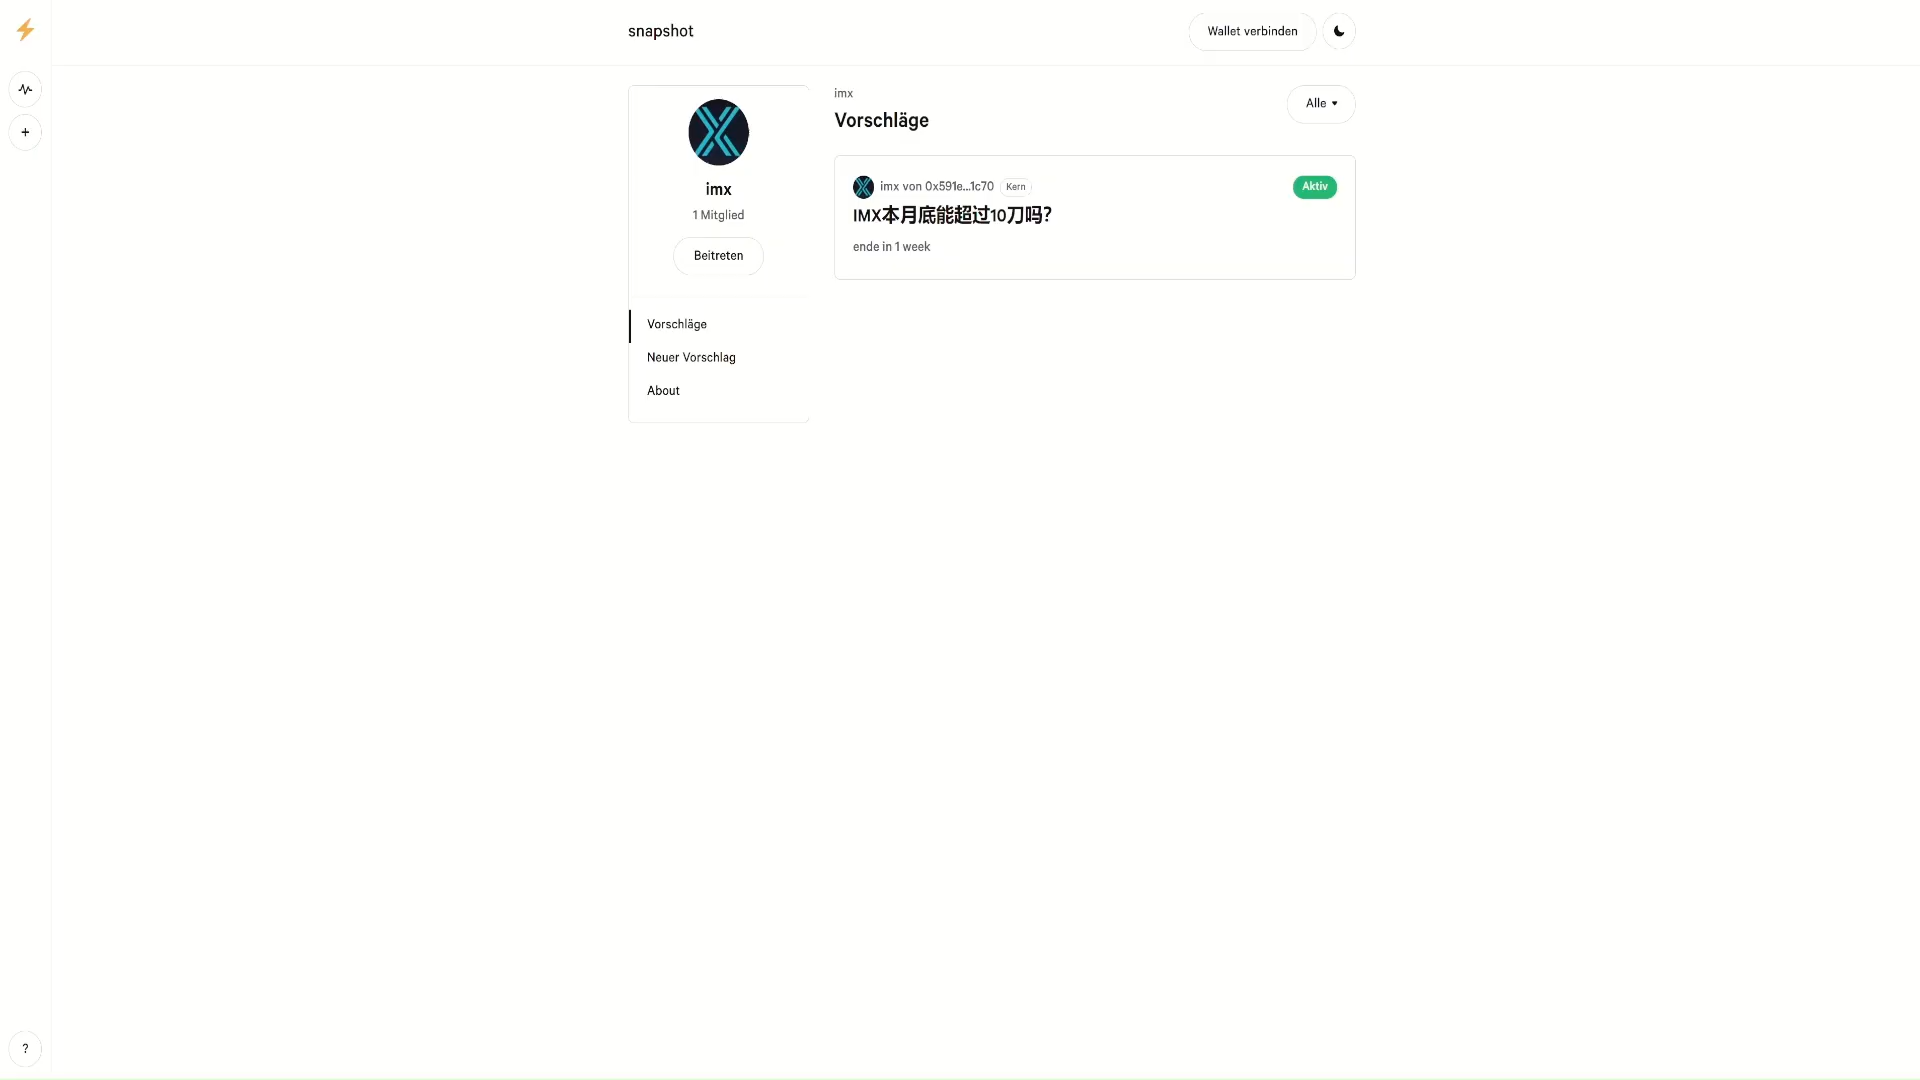 snapshot
Wallet verbinden
imx
1 Mitglied
Beitreten
Vorschläge
Neuer Vorschlag
About
imx
Vorschläge
Alle
imx von 0x591e...1c70 Kern
Aktiv
IMX本月底能超过10刀吗?
ende in 1 week
+
?